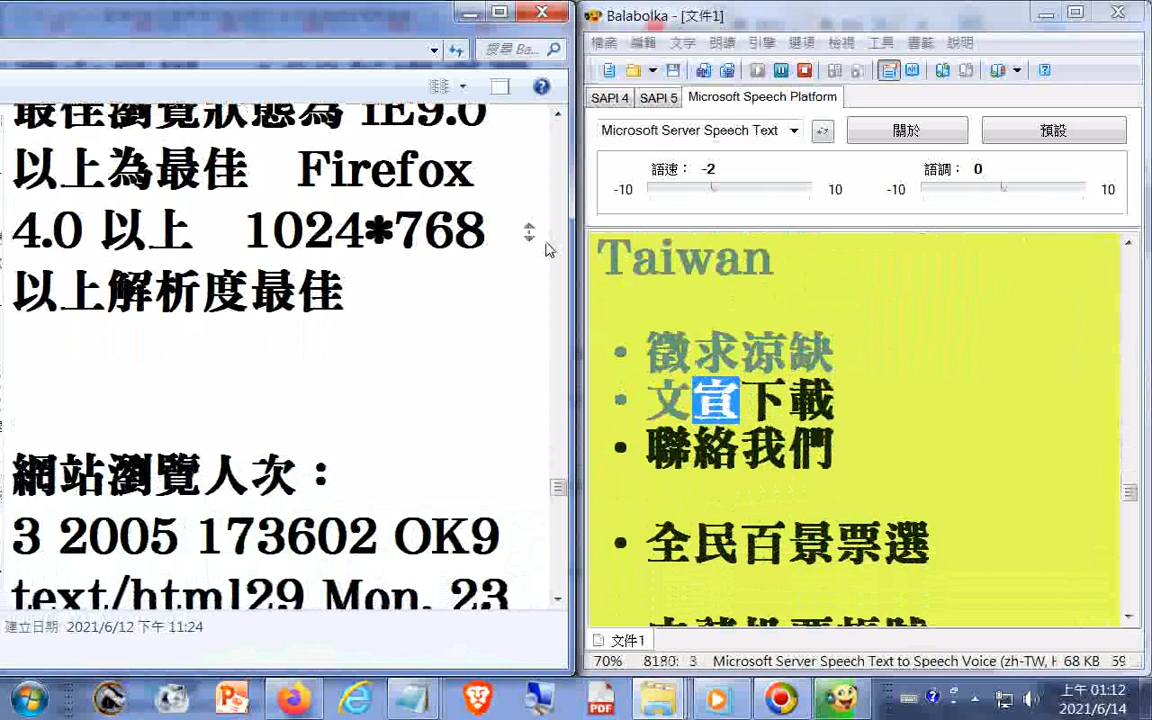 搜尋 Ba...
最佳瀏覽狀態為 IE9.0
以上為最佳 Firefox
4.0 以上 1024*768
以上解析度最佳
網站瀏覽人次：
3 2005 173602 OK9
text/html29 Mon, 23
建立日期: 2021/6/12 下午 11:24
Balabolka - [文件1]
檔案 編輯 文字 朗讀 引擎 選項 檢視 工具 書籤 說明
SAPI 4 SAPI 5 Microsoft Speech Platform
Microsoft Server Speech Text 關於 預設
語速： -2 語調： 0
-10 10 -10 10
Taiwan
• 徵求涼缺
• 文宣下載
• 聯絡我們
• 全民百景票選
文件1
70% 8180: 3 Microsoft Server Speech Text to Speech Voice (zh-TW, H 68 KB 59
PDF
上午 01:12
2021/6/14